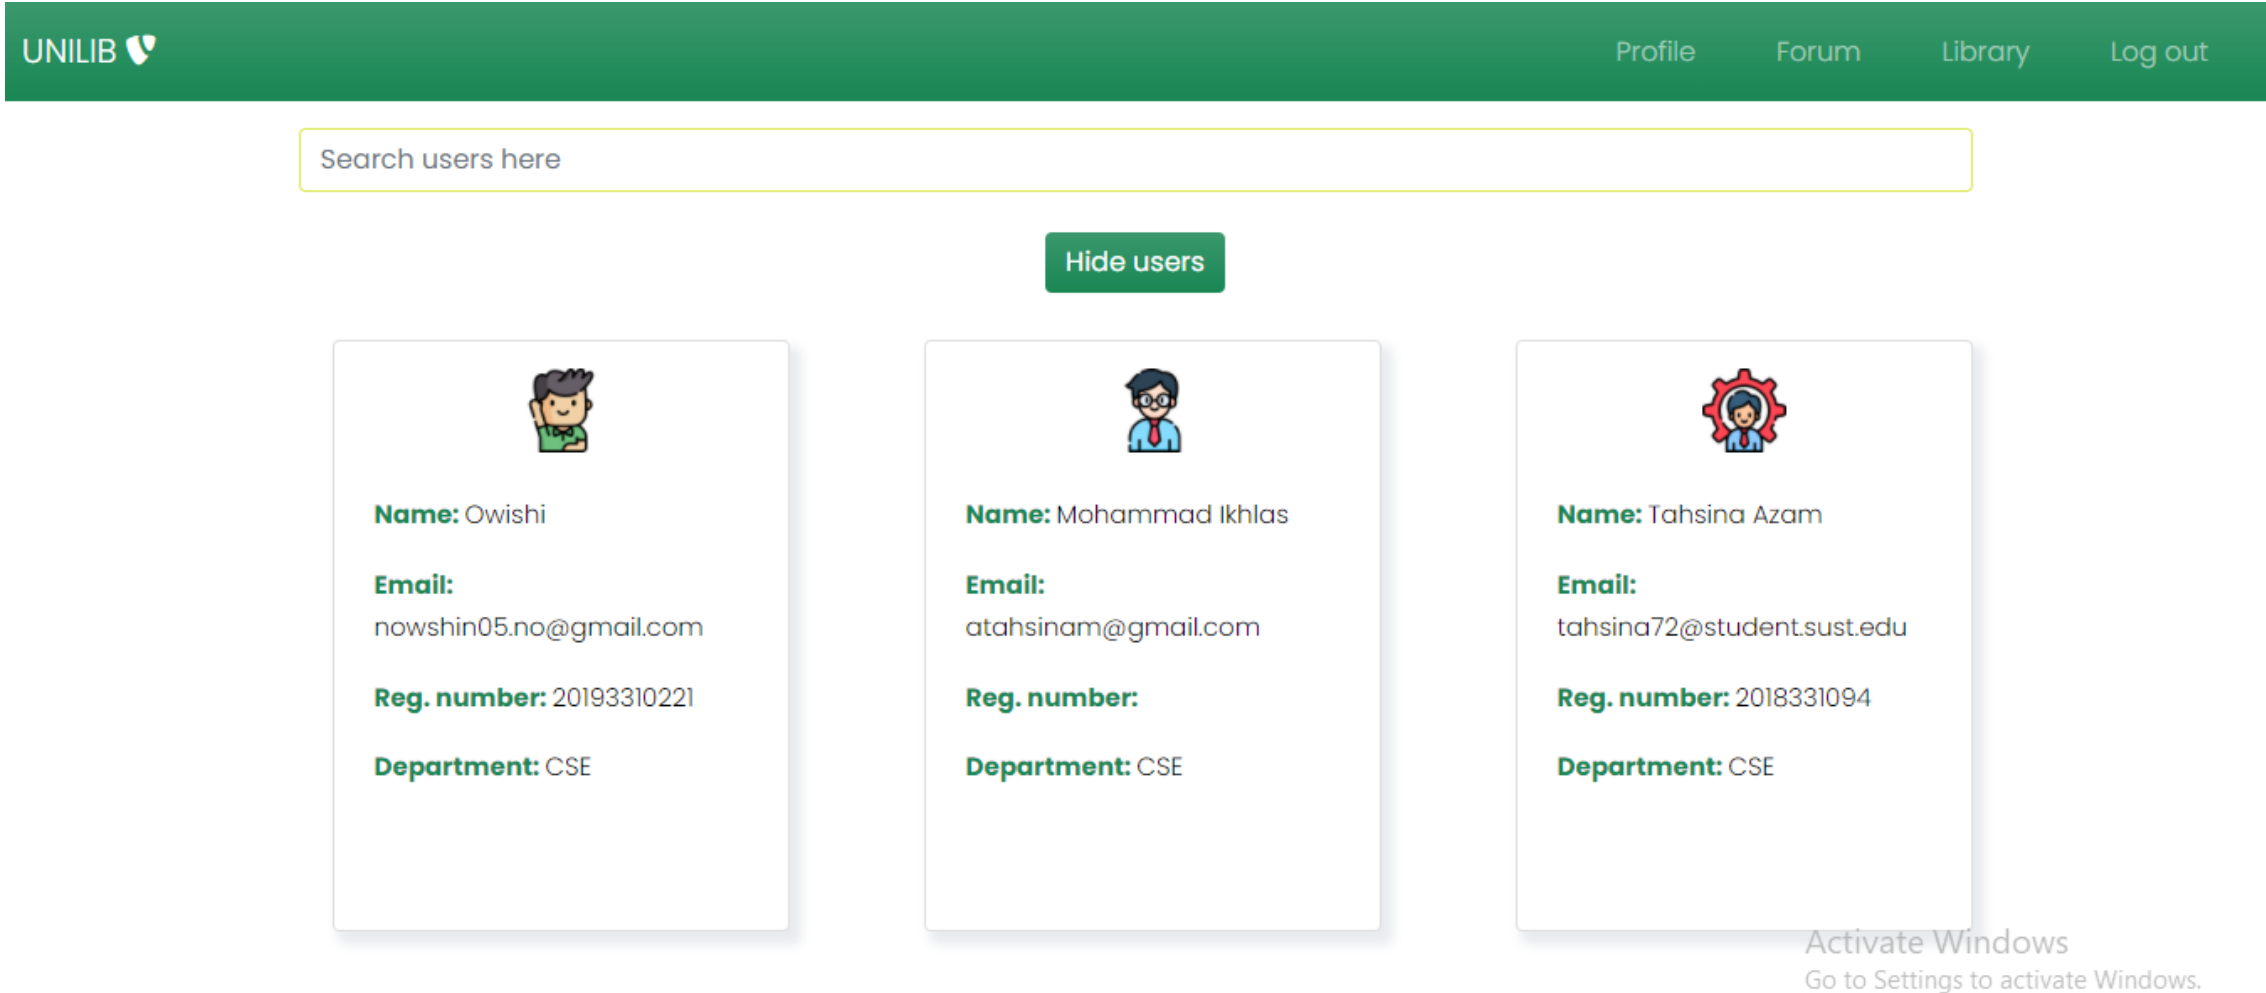 UNILIB
Profile Forum Library Log out
Search users here
Hide users
Name: Owishi
Email:
nowshin05.no@gmail.com
Reg. number: 20193310221
Department: CSE
Name: Mohammad Ikhlas
Email:
atahsinam@gmail.com
Reg. number:
Department: CSE
Name: Tahsina Azam
Email:
tahsina72@student.sust.edu
Reg. number: 2018331094
Department: CSE
Activate Windows
Go to Settings to activate Windows.